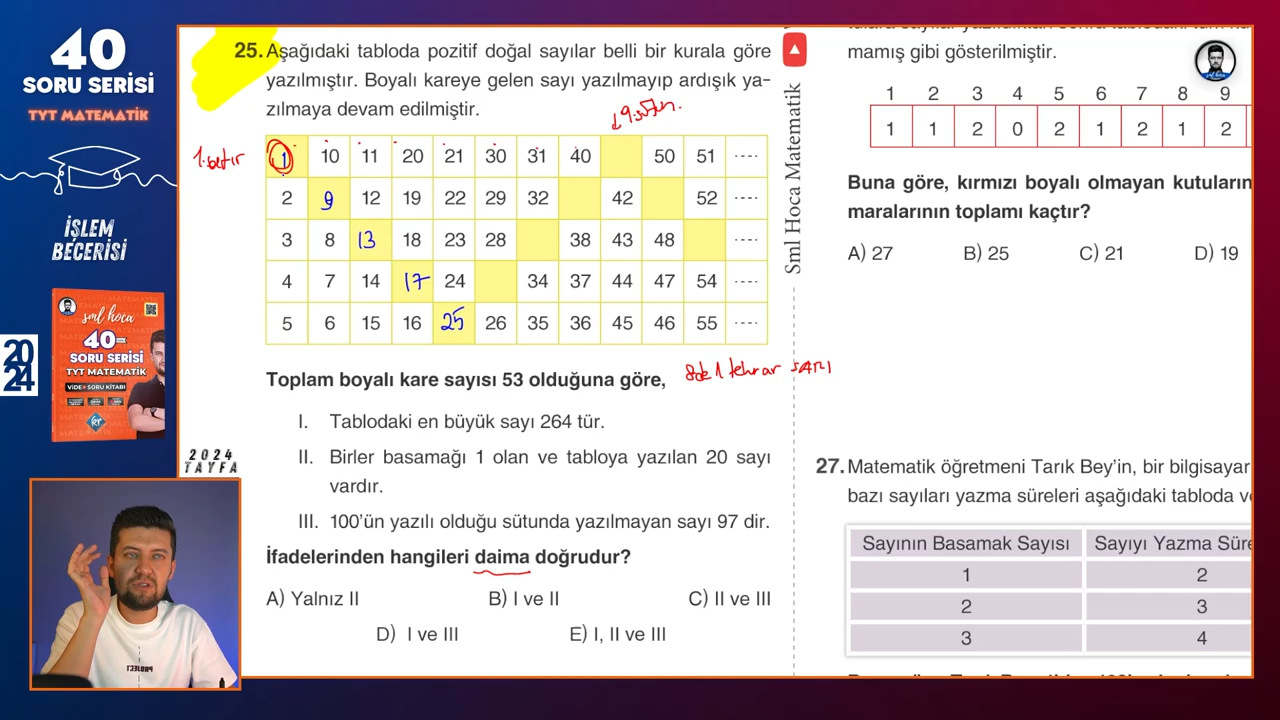 40
SORU SERİSİ
TYT MATEMATİK
İŞLEM
BECERİSİ
20
24
sml hoca
40
SORU SERİSİ
TYT MATEMATİK
VİDEO SORU KİTABI
2024
TAYFA
25. Aşağıdaki tabloda pozitif doğal sayılar belli bir kurala göre
yazılmıştır. Boyalı kareye gelen sayı yazılmayıp ardışık ya-
zılmaya devam edilmiştir.
1 10 11 20 21 30 31 40 50 51 ....
2 9 12 19 22 29 32 42 52 ....
3 8 13 18 23 28 38 43 48 ....
4 7 14 17 24 34 37 44 47 54 ....
5 6 15 16 25 26 35 36 45 46 55 ....
Toplam boyalı kare sayısı 53 olduğuna göre,
I. Tablodaki en büyük sayı 264 tür.
II. Birler basamağı 1 olan ve tabloya yazılan 20 sayı
vardır.
III. 100'ün yazılı olduğu sütunda yazılmayan sayı 97 dir.
İfadelerinden hangileri daima doğrudur?
A) Yalnız II B) I ve II C) II ve III
D) I ve III E) I, II ve III
Sml Hoca Matematik
mamış gibi gösterilmiştir.
1 2 3 4 5 6 7 8 9
1 1 2 0 2 1 2 1 2
Buna göre, kırmızı boyalı olmayan kutuların
maralarının toplamı kaçtır?
A) 27 B) 25 C) 21 D) 19
27. Matematik öğretmeni Tarık Bey'in, bir bilgisayar
bazı sayıları yazma süreleri aşağıdaki tabloda ve
Sayının Basamak Sayısı Sayıyı Yazma Süre
1 2
2 3
3 4